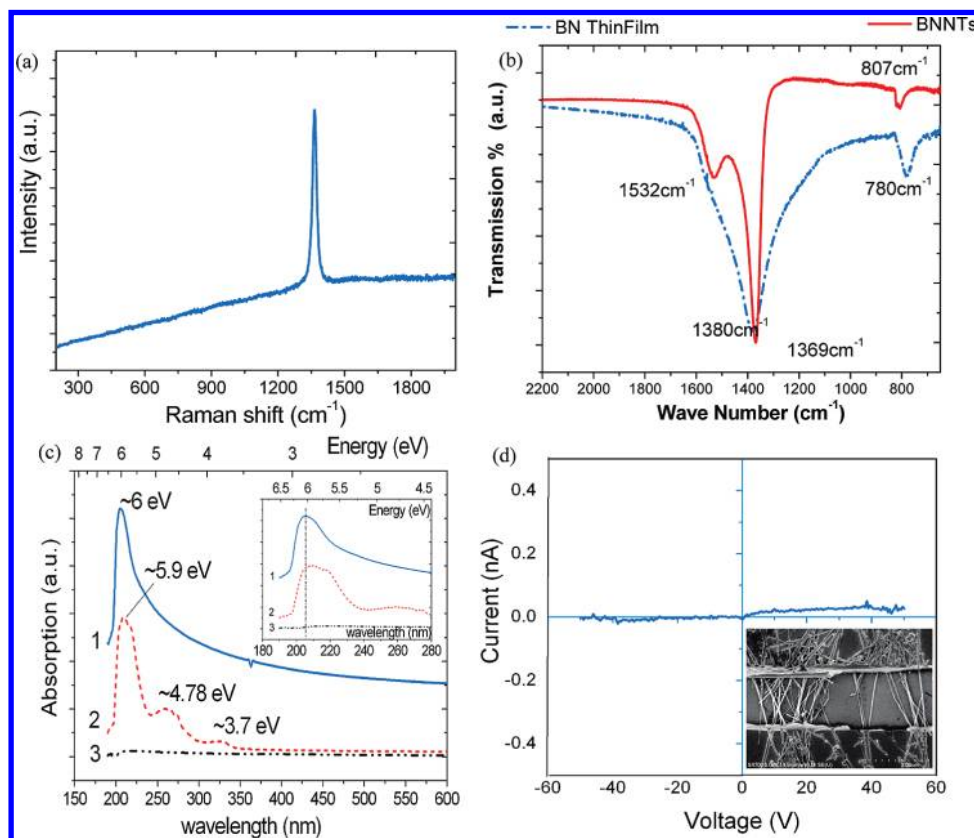 BN ThinFilm
BNNTs
(a)
Intensity (a.u.)
300 600 900 1200 1500 1800
Raman shift (cm⁻¹)
(b)
807cm⁻¹
1532cm⁻¹
780cm⁻¹
1380cm⁻¹
1369cm⁻¹
Transmission % (a.u.)
2200 2000 1800 1600 1400 1200 1000 800
Wave Number (cm⁻¹)
(c)
8 7 6 5 4 3
Energy (eV)
~6 eV
~5.9 eV
~4.78 eV
~3.7 eV
1
2
3
Absorption (a.u.)
150 200 250 300 350 400 450 500 550 600
wavelength (nm)
6.5 6 5.5 5 4.5
Energy(eV)
1
2
3
wavelength (nm)
200 220 240 260 280
(d)
0.4
0.2
0.0
-0.2
-0.4
Current (nA)
-60 -40 -20 0 20 40 60
Voltage (V)